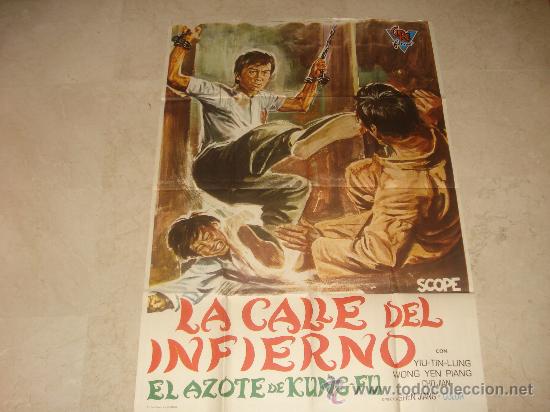 SCOPE
LA CALLE DEL
INFIERNO
CON
YIU-TIN-LUNG
WONG YEN PIANG
EL AZOTE DE KUNG-FU
todocoleccion.net